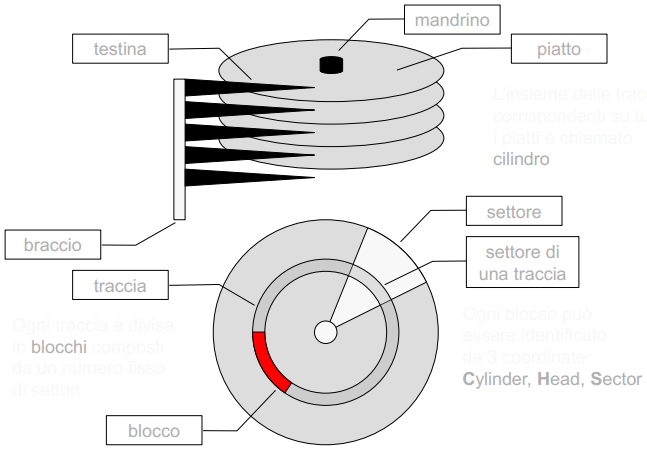 mandrino
testina
piatto
L'insieme delle
corrispondenti su
i piatti è chiamato
cilindro
settore
braccio
settore di
una traccia
traccia
Ogni traccia è divisa
in blocchi composti
da un numero fisso
di settori
Ogni blocco può
essere identificato
da 3 coordinate:
Cylinder, Head, Sector
blocco